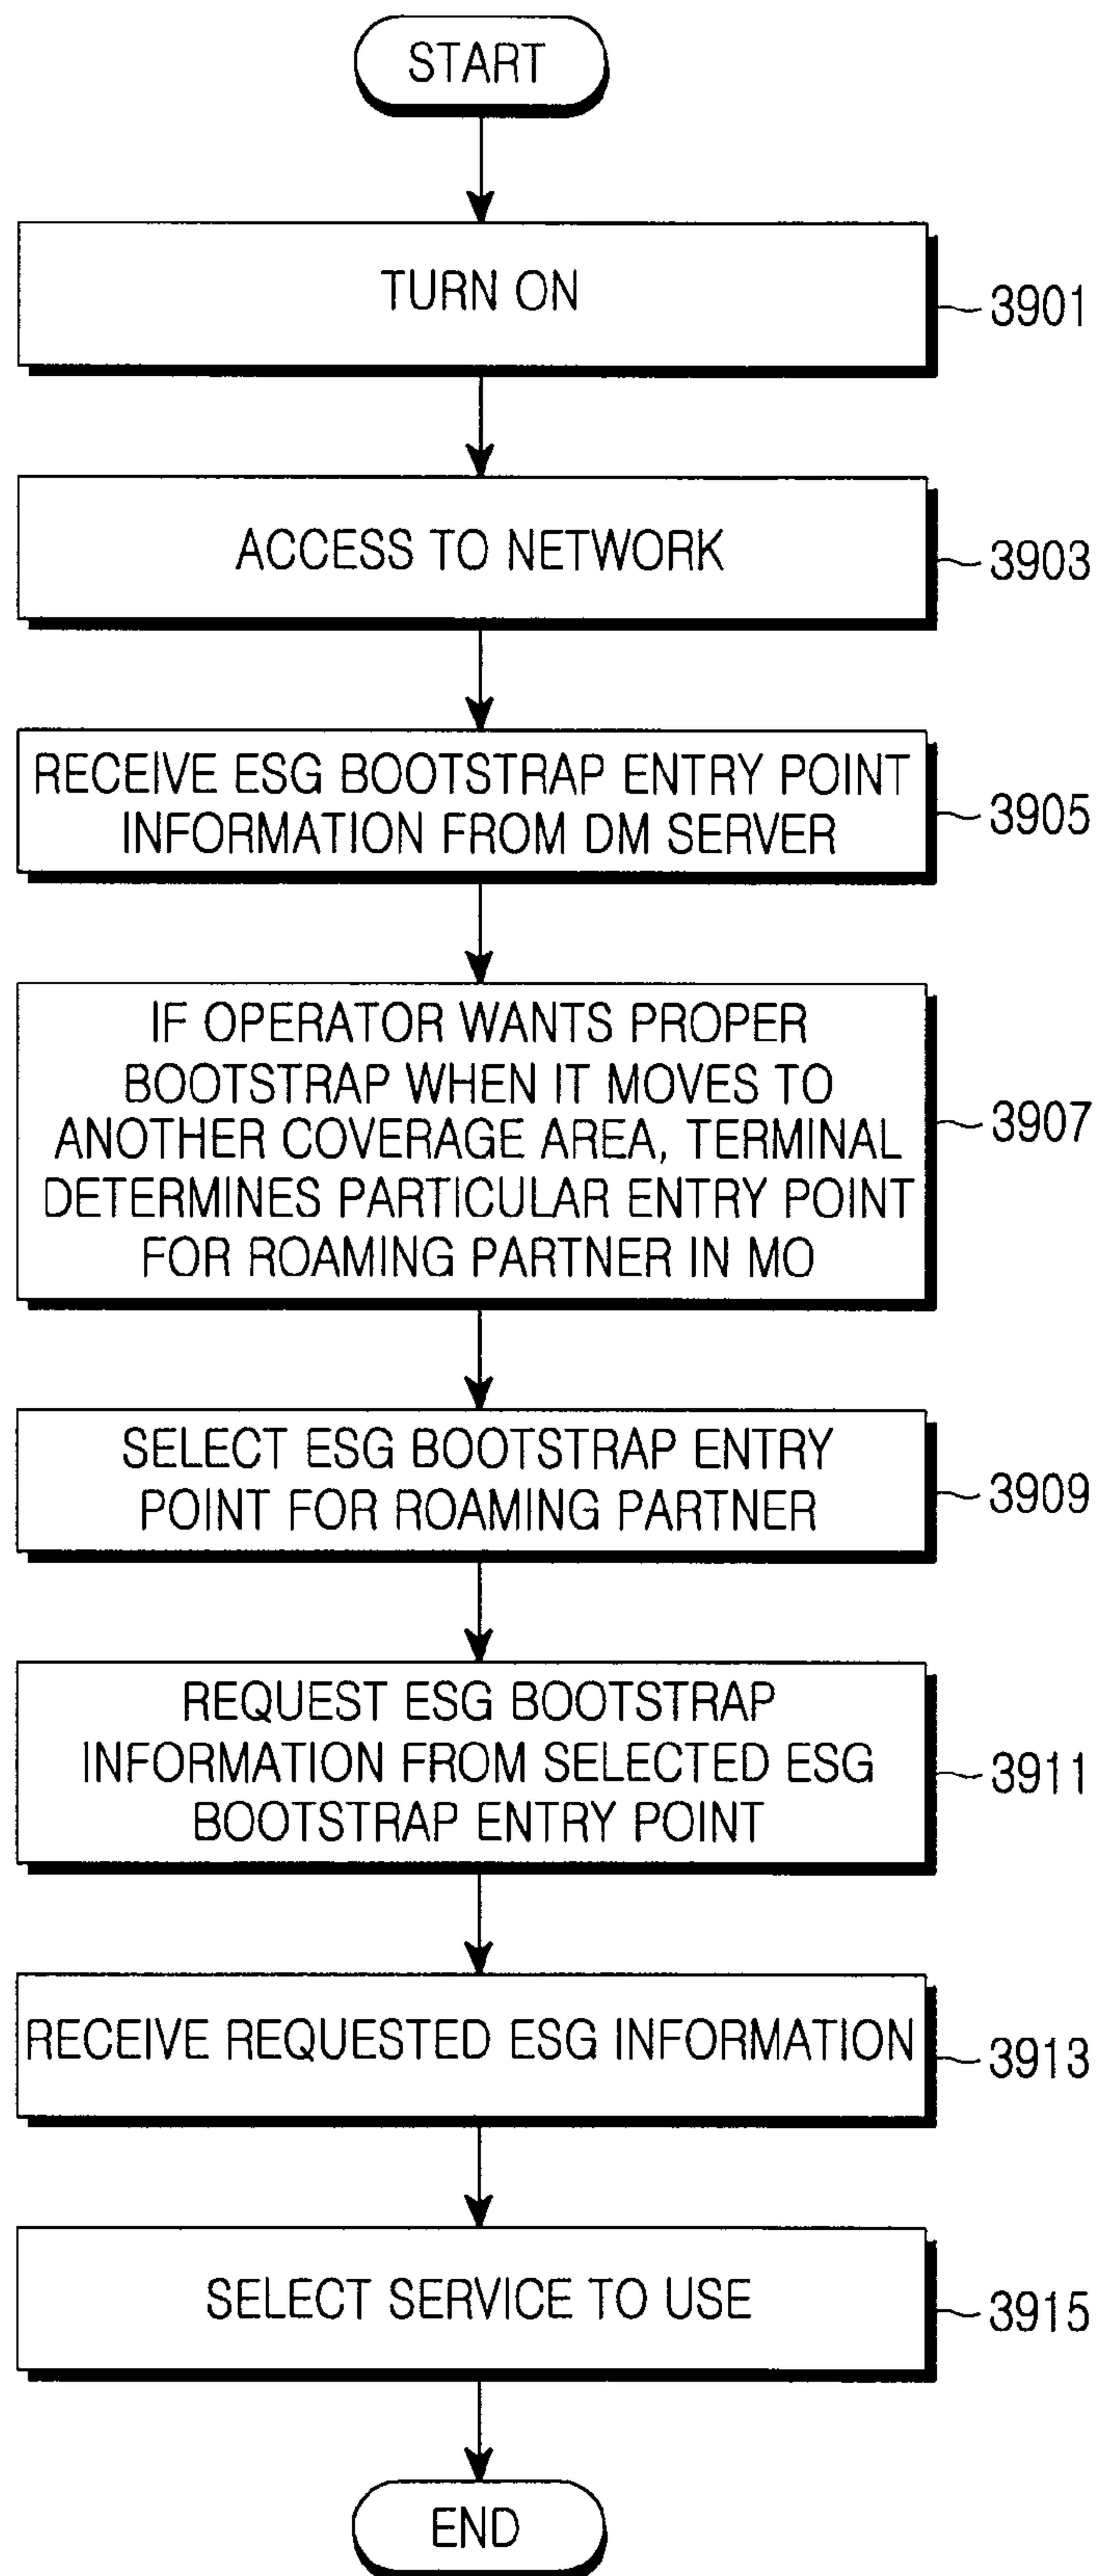 START
TURN ON
3901
ACCESS TO NETWORK
3903
RECEIVE ESG BOOTSTRAP ENTRY POINT
INFORMATION FROM DM SERVER
3905
IF OPERATOR WANTS PROPER
BOOTSTRAP WHEN IT MOVES TO
ANOTHER COVERAGE AREA, TERMINAL
DETERMINES PARTICULAR ENTRY POINT
FOR ROAMING PARTNER IN MO
3907
SELECT ESG BOOTSTRAP ENTRY
POINT FOR ROAMING PARTNER
3909
REQUEST ESG BOOTSTRAP
INFORMATION FROM SELECTED ESG
BOOTSTRAP ENTRY POINT
3911
RECEIVE REQUESTED ESG INFORMATION
3913
SELECT SERVICE TO USE
3915
END